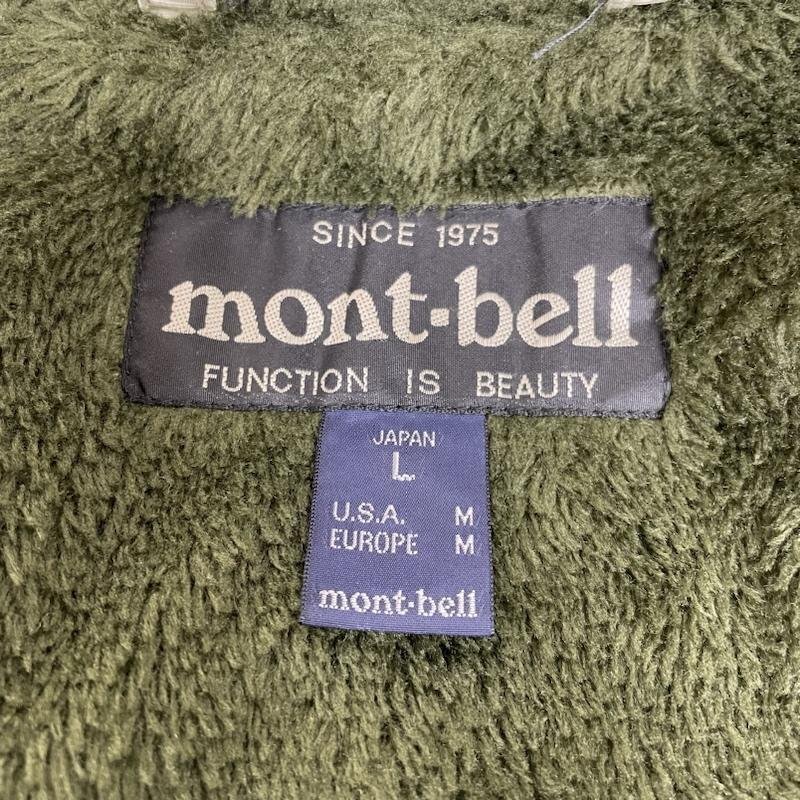 SINCE 1975
mont-bell
FUNCTION IS BEAUTY
JAPAN
L
U.S.A. M
EUROPE M
mont-bell